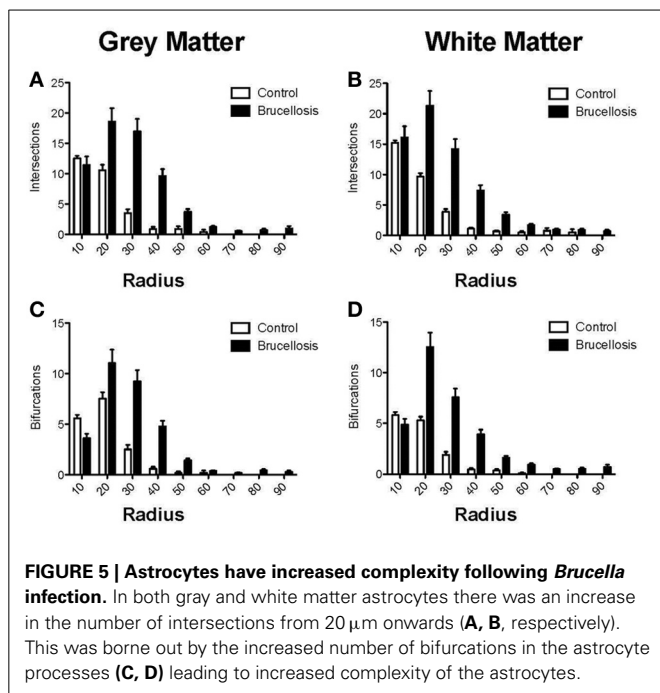 Grey Matter
White Matter
A
Intersections
25
20
15
10
5
0
Control
Brucellosis
10 20 30 40 50 60 70 80 90
Radius
B
Intersections
25
20
15
10
5
0
Control
Brucellosis
10 20 30 40 50 60 70 80 90
Radius
C
Bifurcations
15
10
5
0
Control
Brucellosis
10 20 30 40 50 60 70 80 90
Radius
D
Bifurcations
15
10
5
0
Control
Brucellosis
10 20 30 40 50 60 70 80 90
Radius
FIGURE 5 | Astrocytes have increased complexity following Brucella
infection. In both gray and white matter astrocytes there was an increase
in the number of intersections from 20 μm onwards (A, B, respectively).
This was borne out by the increased number of bifurcations in the astrocyte
processes (C, D) leading to increased complexity of the astrocytes.